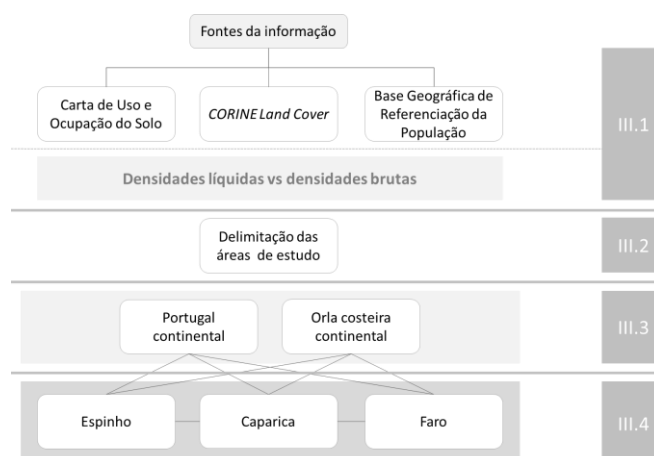 Fontes da informação
Carta de Uso e
Ocupação do Solo
CORINE Land Cover
Base Geográfica de
Referenciação da
População
III.1
Densidades líquidas vs densidades brutas
Delimitação das
áreas de estudo
III.2
Portugal
continental
Orla costeira
continental
III.3
Espinho
Caparica
Faro
III.4